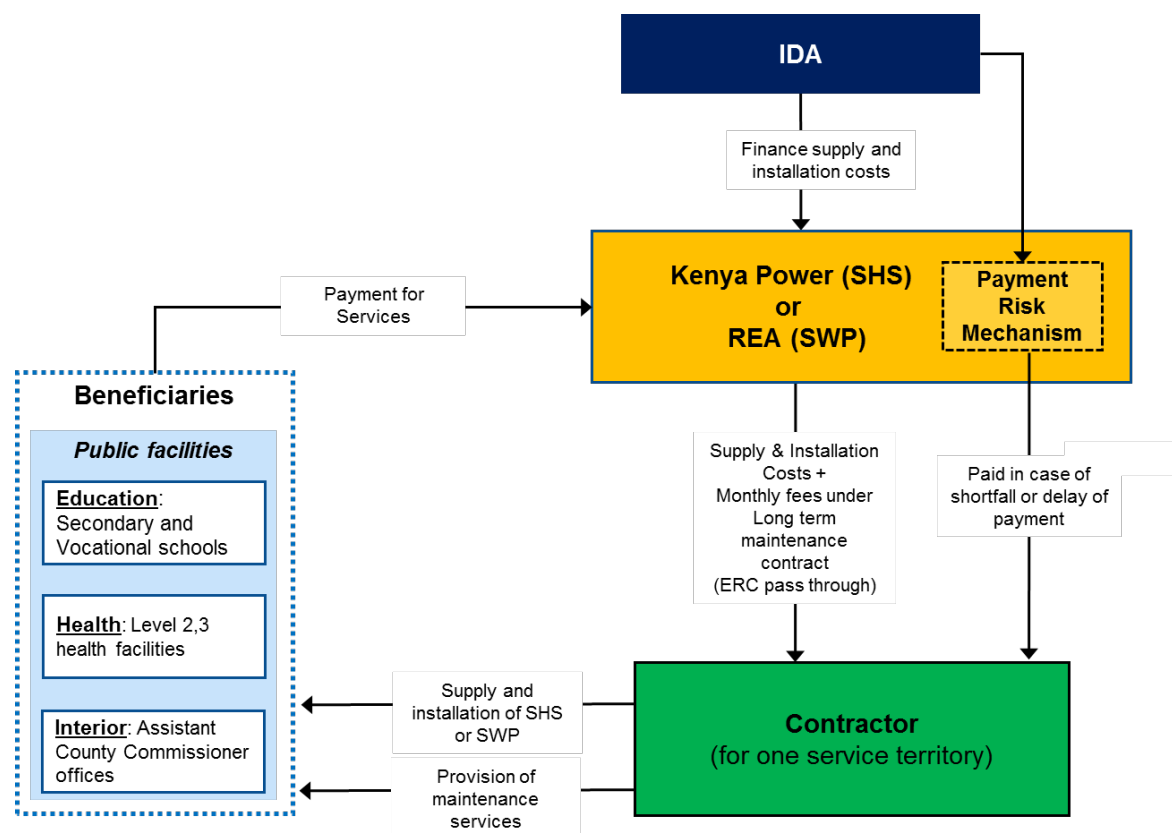 IDA
Finance supply and
installation costs
Kenya Power (SHS)
or
REA (SWP)
Payment
Risk
Mechanism
Payment for
Services
Beneficiaries
Public facilities
Education:
Secondary and
Vocational schools
Health: Level 2,3
health facilities
Interior: Assistant
County Commissioner
offices
Supply & Installation
Costs +
Monthly fees under
Long term
maintenance
contract
(ERC pass through)
Paid in case of
shortfall or delay of
payment
Supply and
installation of SHS
or SWP
Provision of
maintenance
services
Contractor
(for one service territory)